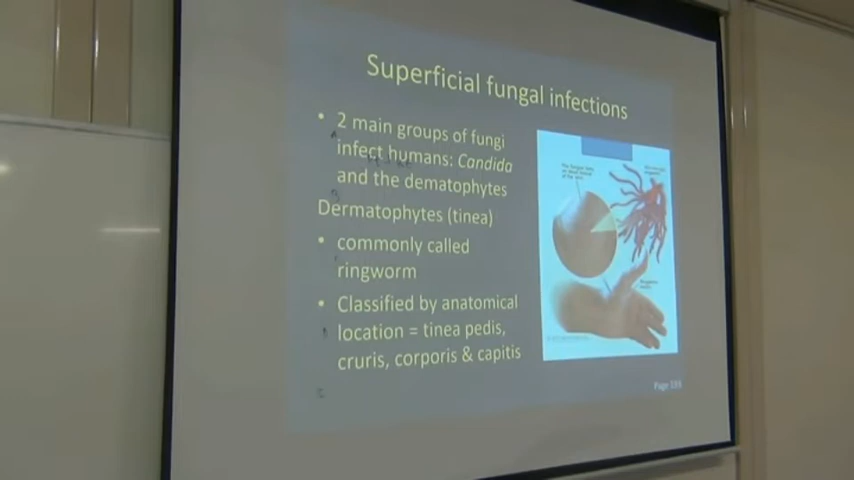 Superficial fungal infections
• 2 main groups of fungi
infect humans: Candida
and the dematophytes
Dermatophytes (tinea)
• commonly called
ringworm
• Classified by anatomical
location = tinea pedis,
cruris, corporis & capitis
Page